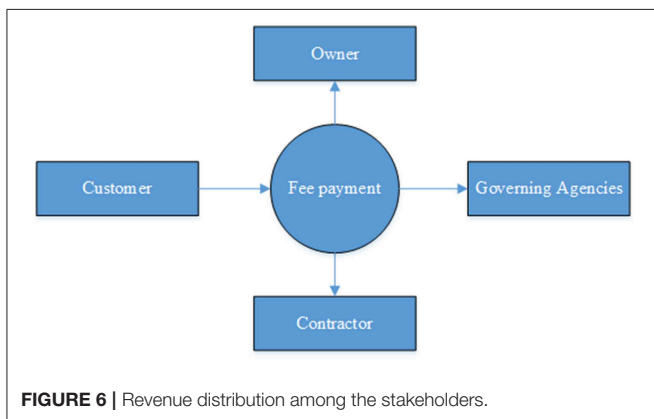 Owner
Customer
Fee payment
Governing Agencies
Contractor
FIGURE 6 | Revenue distribution among the stakeholders.